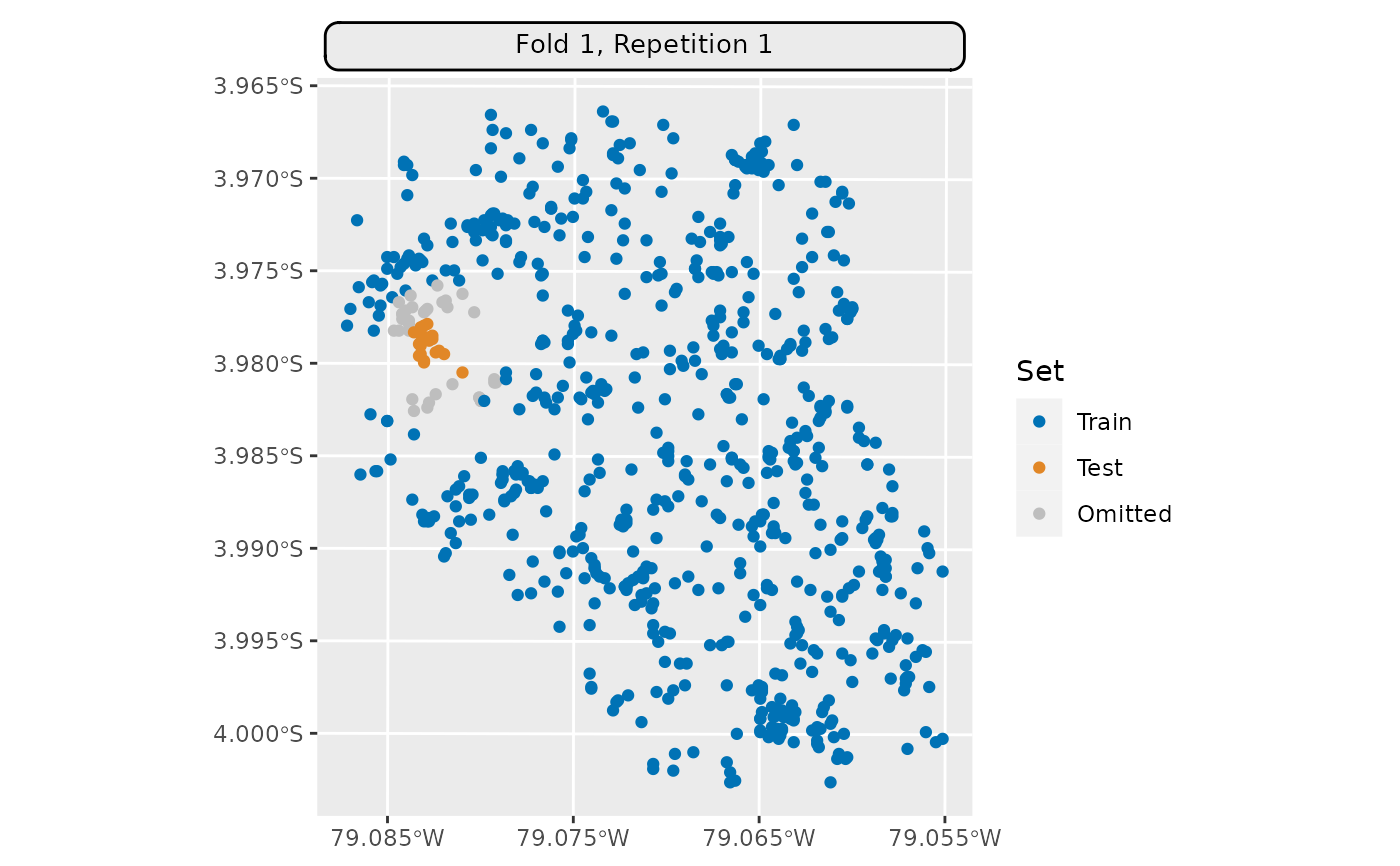 Fold 1, Repetition 1
3.965°S
3.970°S
3.975°S
3.980°S
3.985°S
3.990°S
3.995°S
4.000°S
79.085°W 79.075°W 79.065°W 79.055°W
Set
Train
Test
Omitted